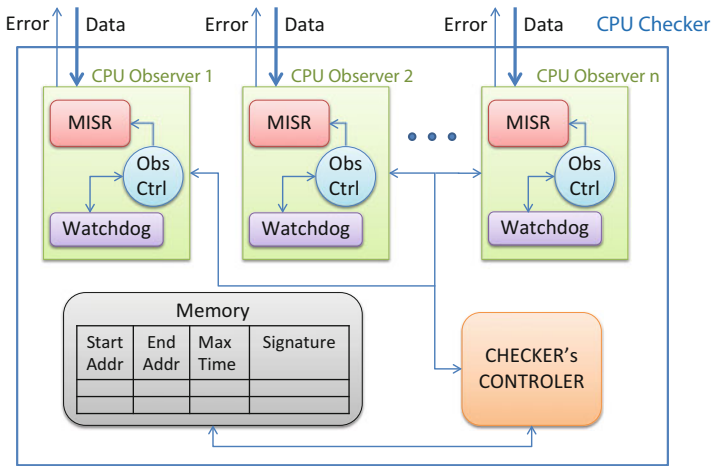 Error Data Error Data Error Data CPU Checker
CPU Observer 1 CPU Observer 2 CPU Observer n
MISR MISR MISR
Obs Ctrl
Obs Ctrl
Obs Ctrl
Watchdog Watchdog Watchdog
Memory
Start Addr
End Addr
Max Time
Signature
CHECKER's
CONTROLER